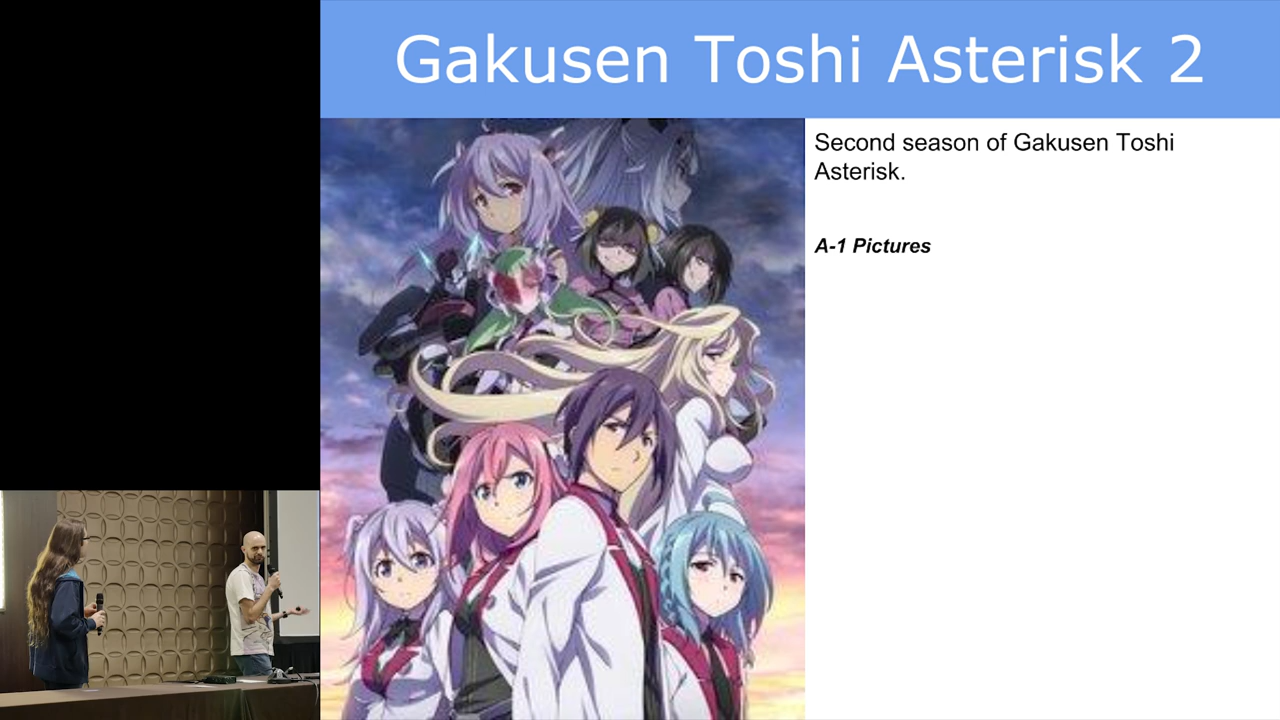 Gakusen Toshi Asterisk 2
Second season of Gakusen Toshi
Asterisk.
A-1 Pictures